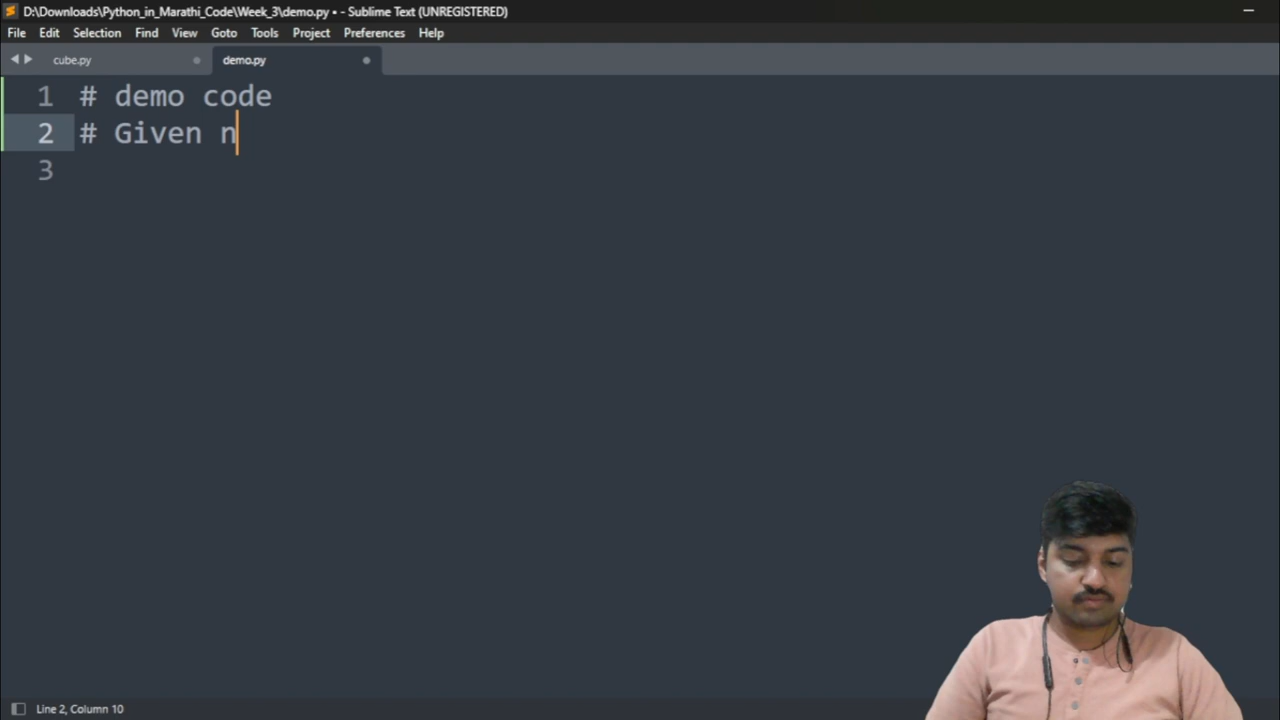 D:\Downloads\Python_in_Marathi_Code\Week_3\demo.py • - Sublime Text (UNREGISTERED)
File Edit Selection Find View Goto Tools Project Preferences Help
cube.py demo.py
1 # demo code
2 # Given n
3
Line 2, Column 10